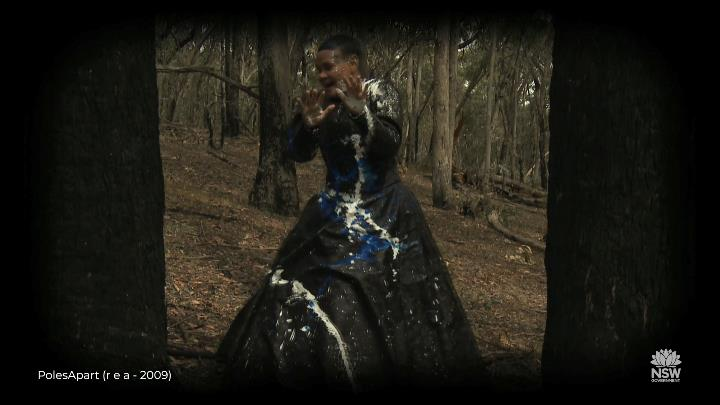 PolesApart (r e a - 2009)
NSW
GOVERNMENT